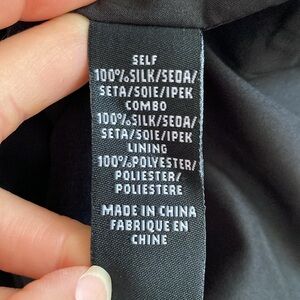 SELF
100%SILK/SEDA/
SETA/SOIE/IPEK
COMBO
100%SILK/SEDA/
SETA/SOIE/IPEK
LINING
100%POLYESTER/
POLIESTER/
POLIESTERE
MADE IN CHINA
FABRIQUE EN
CHINE